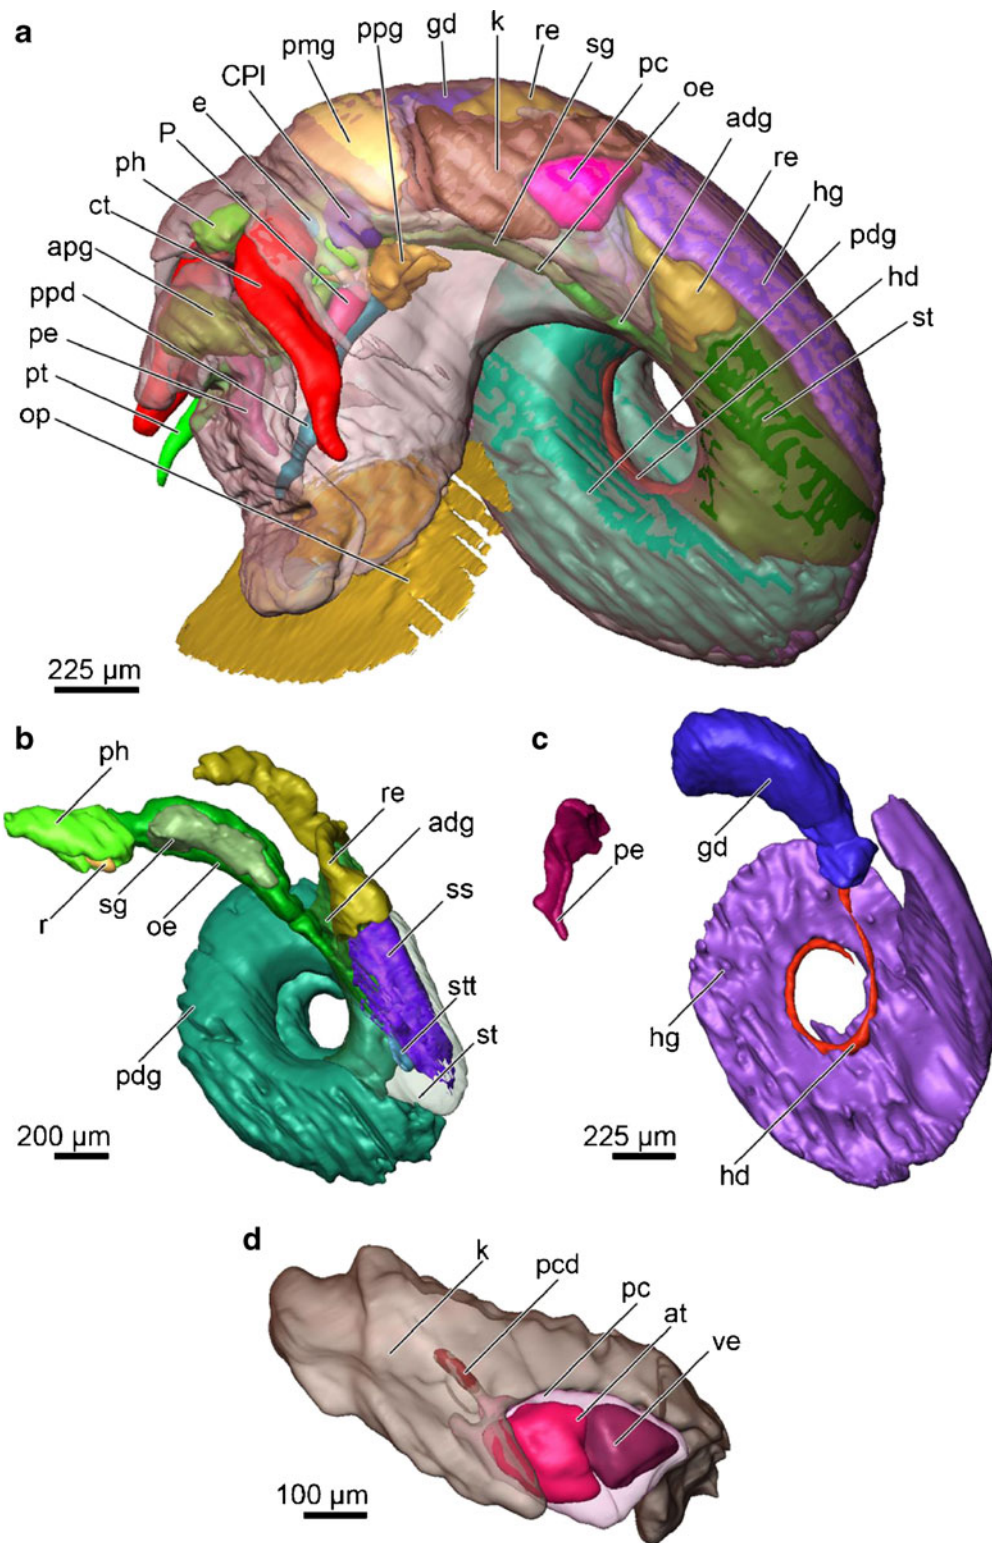 a
pmg
ppg
gd
k
re
sg
pc
oe
adg
re
hg
pdg
hd
st
CPl
e
P
ph
ct
apg
ppd
pe
pt
op
225 µm
b
ph
re
adg
ss
stt
st
r
sg
oe
pdg
200 µm
c
gd
pe
hg
hd
225 µm
d
k
pcd
pc
at
ve
100 µm